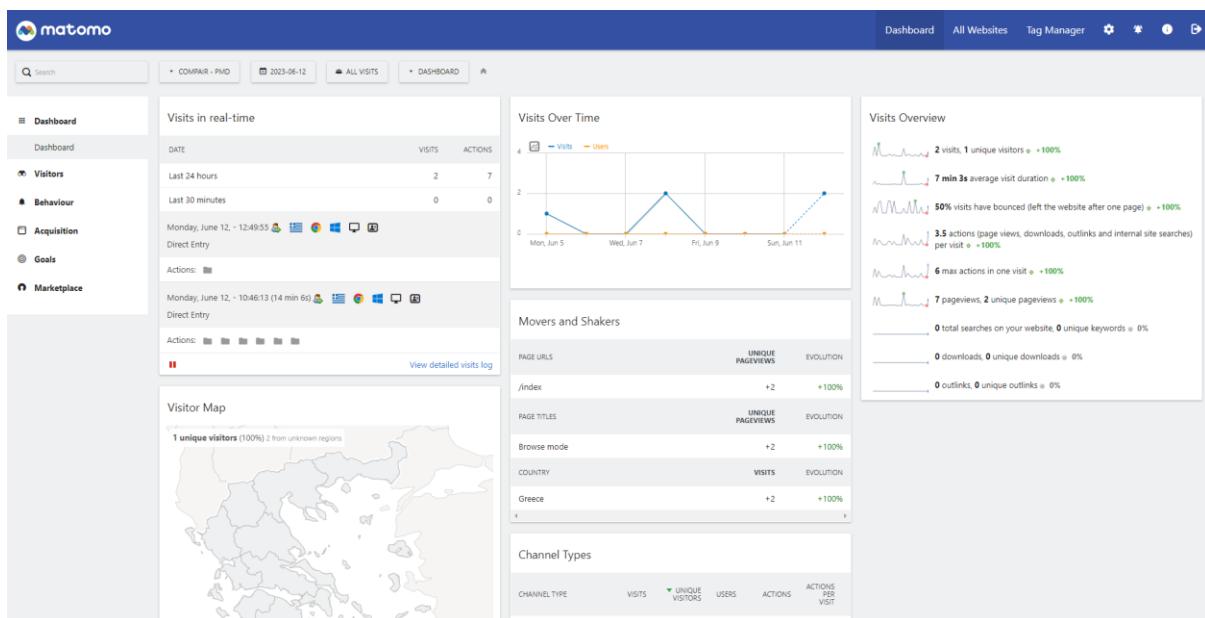 matomo
Dashboard All Websites Tag Manager
Search
COMPAIR - PMD 2023-06-12 ALL VISITS DASHBOARD
Dashboard
Dashboard
Visitors
Behaviour
Acquisition
Goals
Marketplace
Visits in real-time
DATE VISITS ACTIONS
Last 24 hours 2 7
Last 30 minutes 0 0
Monday, June 12, - 12:49:55
Direct Entry
Actions:
Monday, June 12, - 10:46:13 (14 min 6s)
Direct Entry
Actions:
View detailed visits log
Visitor Map
1 unique visitors (100%) 2 from unknown regions
Visits Over Time
Visits Users
4
2
0
Mon, Jun 5 Wed, Jun 7 Fri, Jun 9 Sun, Jun 11
Movers and Shakers
PAGE URLS UNIQUE PAGEVIEWS EVOLUTION
/index +2 +100%
PAGE TITLES UNIQUE PAGEVIEWS EVOLUTION
Browse mode +2 +100%
COUNTRY VISITS EVOLUTION
Greece +2 +100%
Channel Types
CHANNEL TYPE VISITS UNIQUE VISITORS USERS ACTIONS ACTIONS PER VISIT
Visits Overview
2 visits, 1 unique visitors +100%
7 min 3s average visit duration +100%
50% visits have bounced (left the website after one page) +100%
3.5 actions (page views, downloads, outlinks and internal site searches)
per visit +100%
6 max actions in one visit +100%
7 pageviews, 2 unique pageviews +100%
0 total searches on your website, 0 unique keywords 0%
0 downloads, 0 unique downloads 0%
0 outlinks, 0 unique outlinks 0%